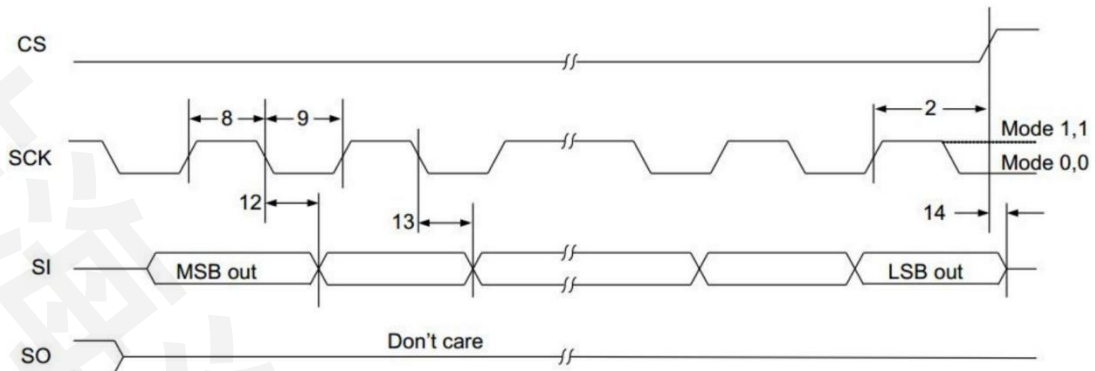 CS
8
9
2
SCK
Mode 1,1
Mode 0,0
12
13
14
SI
MSB out
LSB out
SO
Don't care